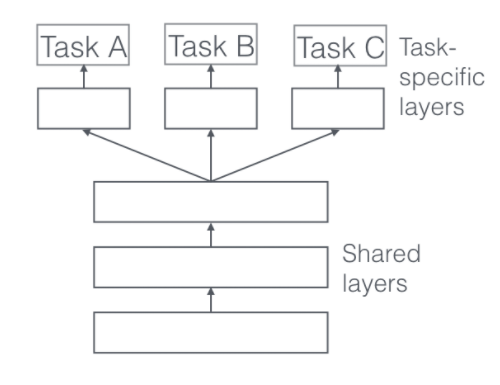 Task A
Task B
Task C
Task-
specific
layers
Shared
layers